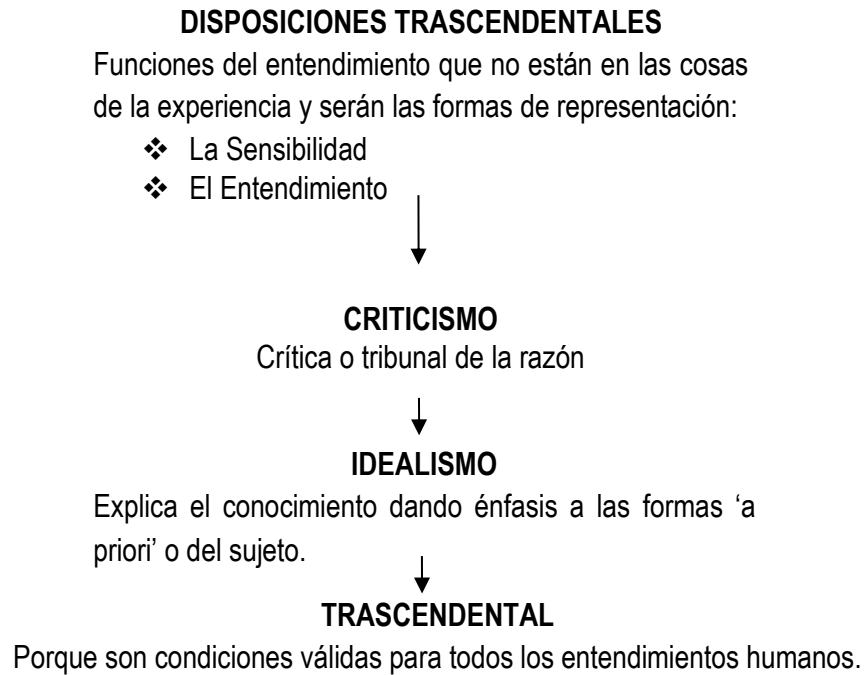 DISPOSICIONES TRASCENDENTALES
Funciones del entendimiento que no están en las cosas
de la experiencia y serán las formas de representación:
❖ La Sensibilidad
❖ El Entendimiento
CRITICISMO
Crítica o tribunal de la razón
IDEALISMO
Explica el conocimiento dando énfasis a las formas ‘a
priori’ o del sujeto.
TRASCENDENTAL
Porque son condiciones válidas para todos los entendimientos humanos.